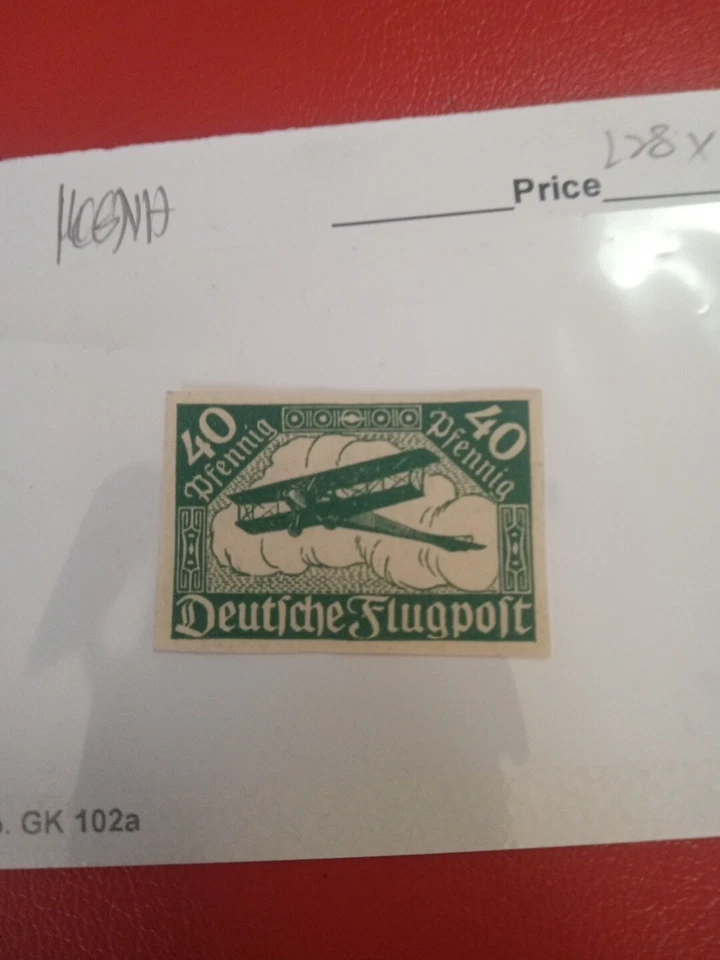 Price
40 Pfennig 40 Pfennig
Deutſche Flugpoſt
GK 102a